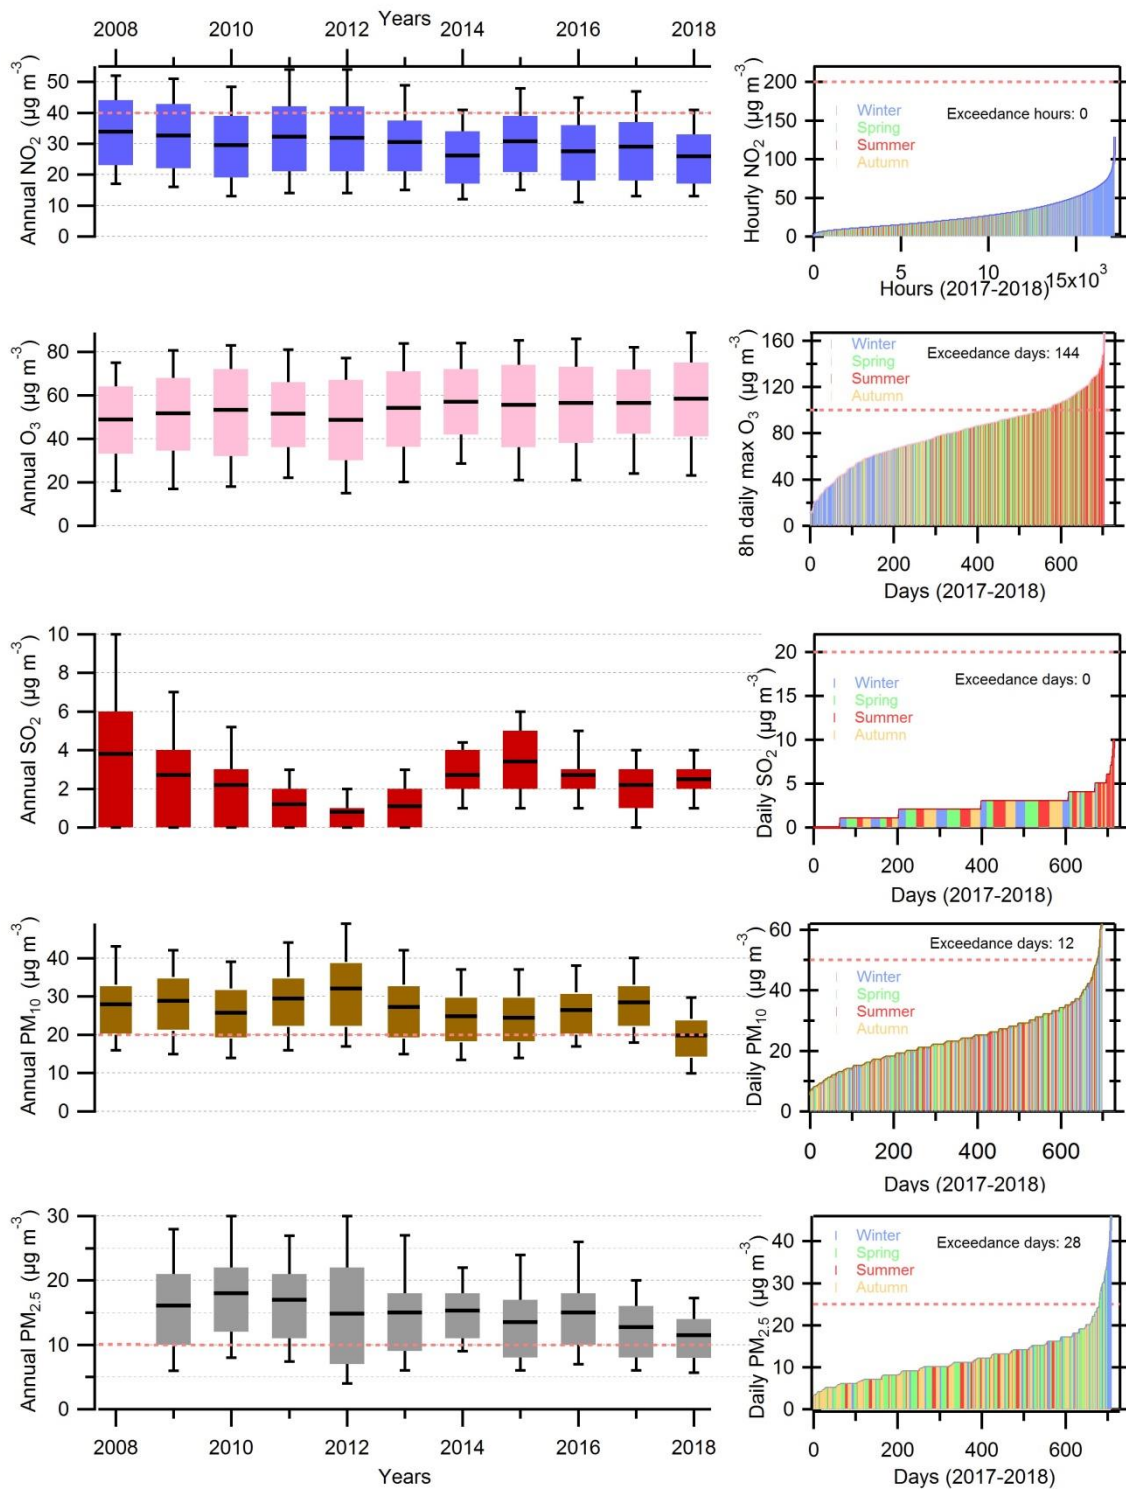 Years
2008 2010 2012 2014 2016 2018
Annual NO₂ (µg m⁻³)
50
40
30
20
10
0
Hourly NO₂ (µg m⁻³)
200
150
100
50
0
Winter
Spring
Summer
Autumn
Exceedance hours: 0
0 5 10 15x10³
Hours (2017-2018)
Annual O₃ (µg m⁻³)
80
60
40
20
0
8h daily max O₃ (µg m⁻³)
160
120
80
40
0
Winter
Spring
Summer
Autumn
Exceedance days: 144
0 200 400 600
Days (2017-2018)
Annual SO₂ (µg m⁻³)
10
8
6
4
2
0
Daily SO₂ (µg m⁻³)
20
15
10
5
0
Winter
Spring
Summer
Autumn
Exceedance days: 0
0 200 400 600
Days (2017-2018)
Annual PM₁₀ (µg m⁻³)
40
30
20
10
0
Daily PM₁₀ (µg m⁻³)
60
40
20
0
Exceedance days: 12
Winter
Spring
Summer
Autumn
0 200 400 600
Days (2017-2018)
Annual PM₂.₅ (µg m⁻³)
30
20
10
0
2008 2010 2012 2014 2016 2018
Years
Daily PM₂.₅ (µg m⁻³)
40
30
20
10
0
Winter
Spring
Summer
Autumn
Exceedance days: 28
0 200 400 600
Days (2017-2018)